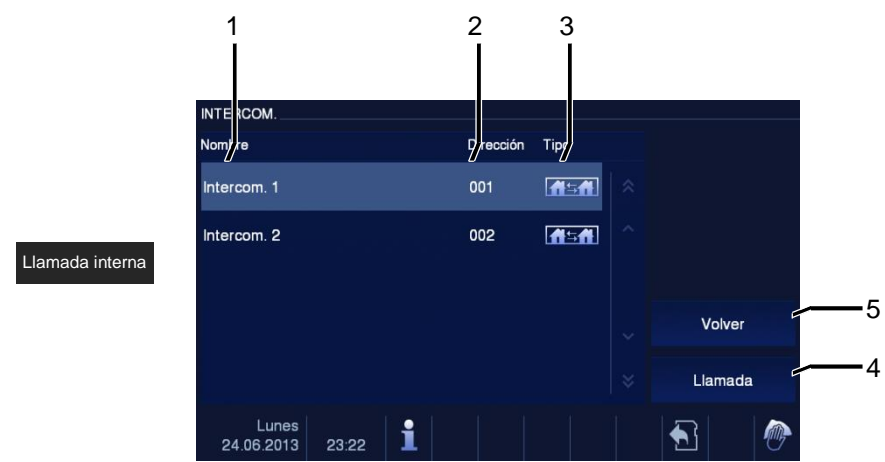 1 2 3
INTERCOM.
Nombre Dirección Tipo
Intercom. 1 001
Intercom. 2 002
Llamada interna
Volver 5
Llamada 4
Lunes
24.06.2013 23:22